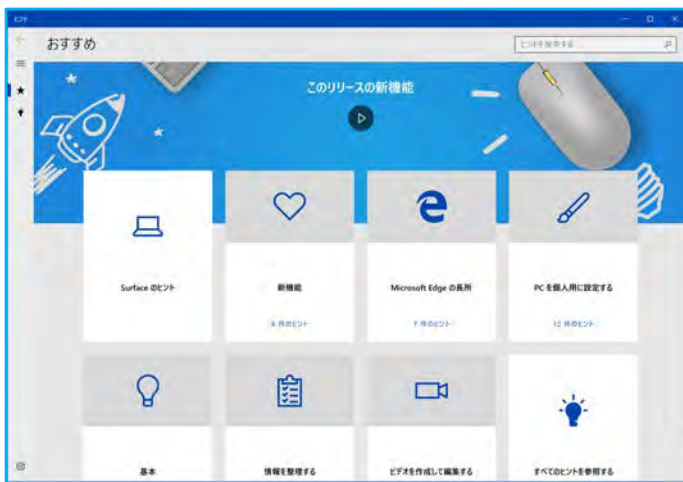 ヒント
おすすめ
ヒントを検索する
このリリースの新機能
Surface のヒント
新機能
Microsoft Edge の長所
PC を個人用に設定する
6 件のヒント
7 件のヒント
12 件のヒント
基本
情報を整理する
ビデオを作成して編集する
すべてのヒントを参照する